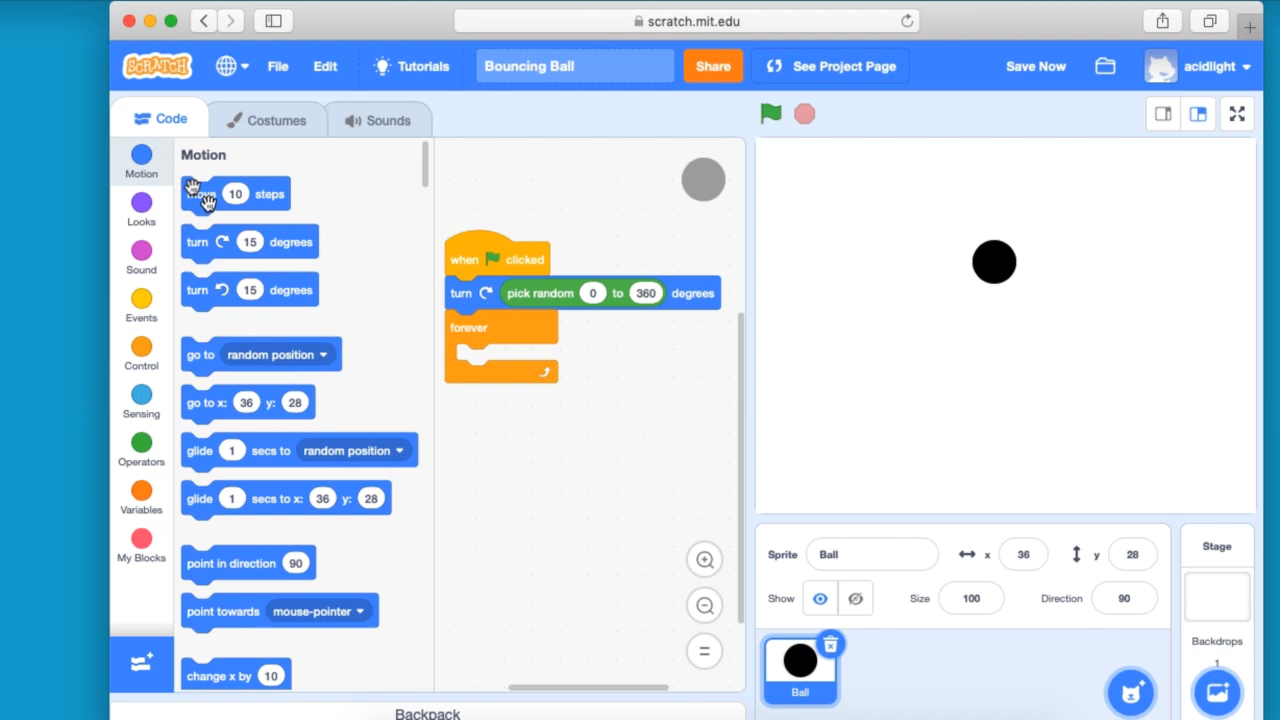 scratch.mit.edu
SCRATCH File Edit Tutorials Bouncing Ball Share See Project Page Save Now acidlight
Code Costumes Sounds
Motion
Looks
Sound
Events
Control
Sensing
Operators
Variables
My Blocks
Motion
move 10 steps
turn 15 degrees
turn 15 degrees
go to random position
go to x: 36 y: 28
glide 1 secs to random position
glide 1 secs to x: 36 y: 28
point in direction 90
point towards mouse-pointer
change x by 10
when clicked
turn pick random 0 to 360 degrees
forever
Backpack
Sprite Ball x 36 y 28
Show Size 100 Direction 90
Ball
Stage
Backdrops
1